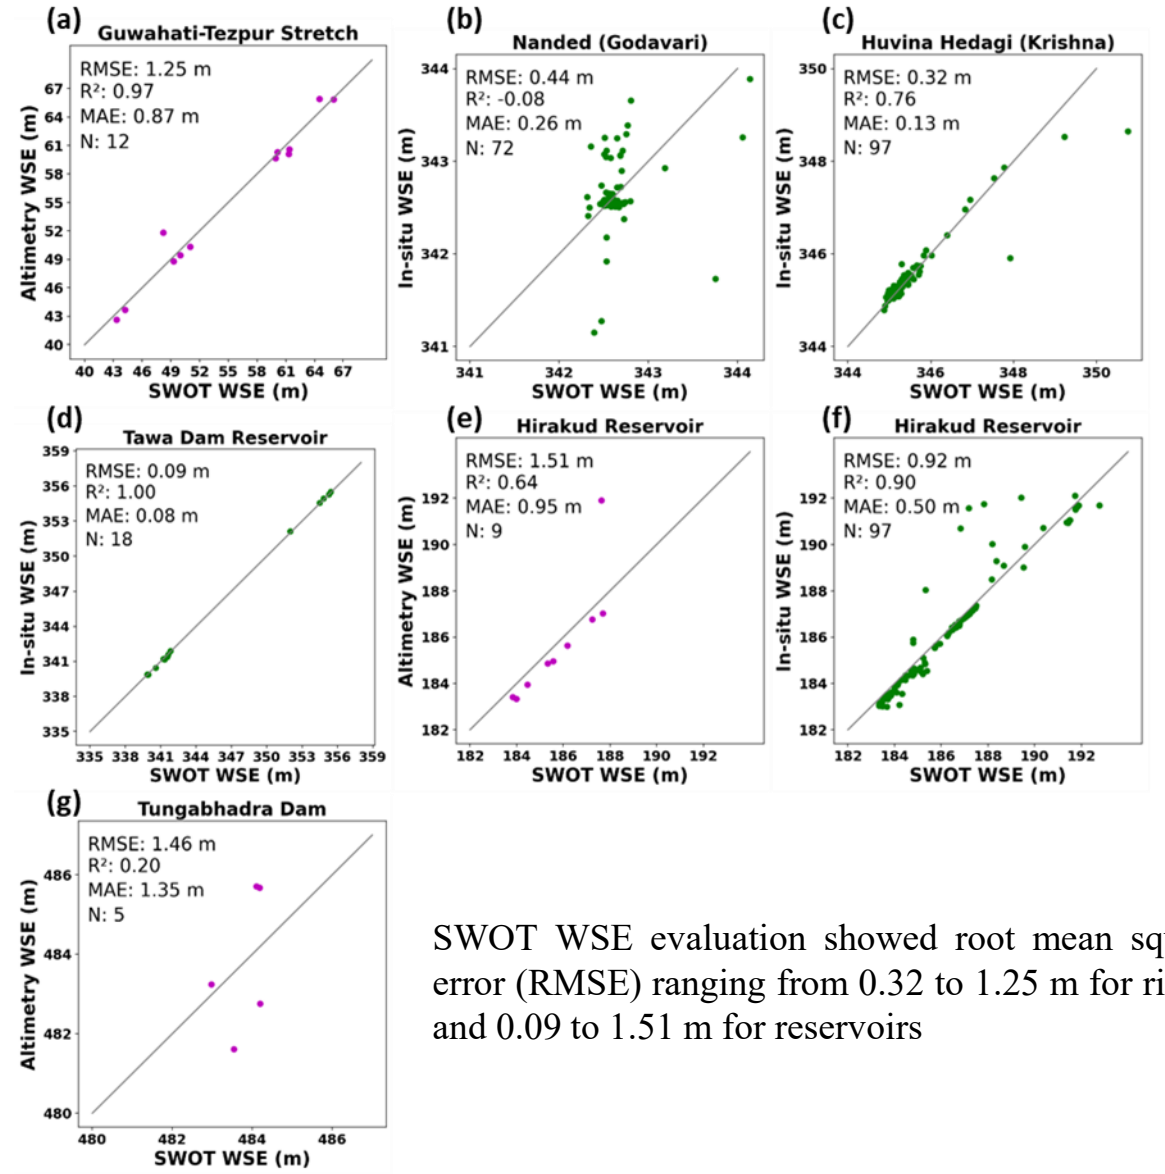 (a)
Guwahati-Tezpur Stretch
RMSE: 1.25 m
R²: 0.97
MAE: 0.87 m
N: 12
Altimetry WSE (m)
67
64
61
58
55
52
49
46
43
40
40 43 46 49 52 55 58 61 64 67
SWOT WSE (m)
(b)
Nanded (Godavari)
RMSE: 0.44 m
R²: -0.08
MAE: 0.26 m
N: 72
In-situ WSE (m)
344
343
342
341
341 342 343 344
SWOT WSE (m)
(c)
Huvina Hedagi (Krishna)
RMSE: 0.32 m
R²: 0.76
MAE: 0.13 m
N: 97
In-situ WSE (m)
350
348
346
344
344 346 348 350
SWOT WSE (m)
(d)
Tawa Dam Reservoir
RMSE: 0.09 m
R²: 1.00
MAE: 0.08 m
N: 18
In-situ WSE (m)
359
356
353
350
347
344
341
338
335
335 338 341 344 347 350 353 356 359
SWOT WSE (m)
(e)
Hirakud Reservoir
RMSE: 1.51 m
R²: 0.64
MAE: 0.95 m
N: 9
Altimetry WSE (m)
192
190
188
186
184
182
182 184 186 188 190 192
SWOT WSE (m)
(f)
Hirakud Reservoir
RMSE: 0.92 m
R²: 0.90
MAE: 0.50 m
N: 97
In-situ WSE (m)
192
190
188
186
184
182
182 184 186 188 190 192
SWOT WSE (m)
(g)
Tungabhadra Dam
RMSE: 1.46 m
R²: 0.20
MAE: 1.35 m
N: 5
Altimetry WSE (m)
486
484
482
480
480 482 484 486
SWOT WSE (m)
SWOT WSE evaluation showed root mean
error (RMSE) ranging from 0.32 to 1.25 m for
and 0.09 to 1.51 m for reservoirs